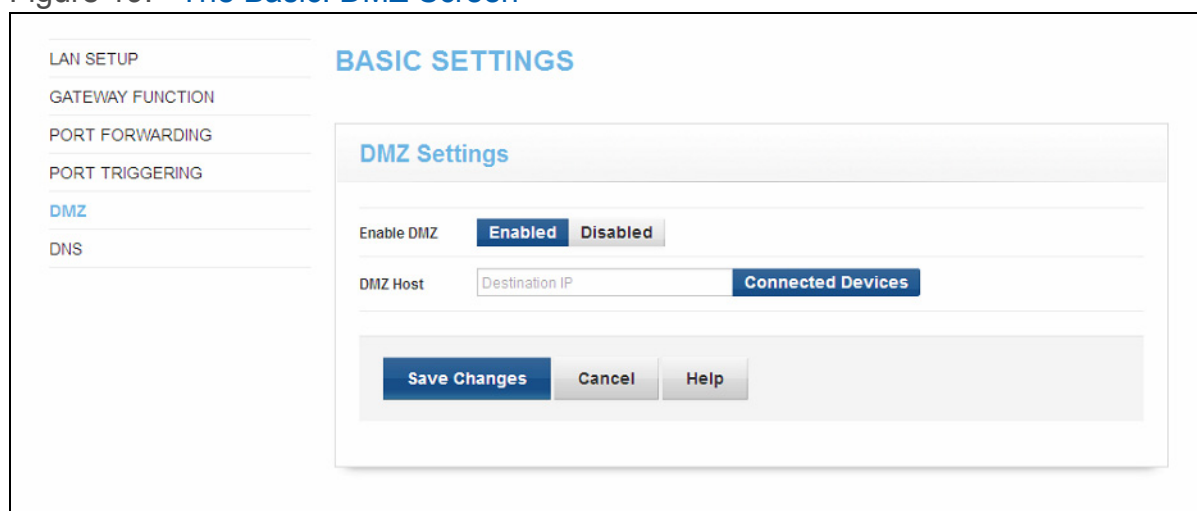 The Basic: DMZ Screen
LAN SETUP
GATEWAY FUNCTION
PORT FORWARDING
PORT TRIGGERING
DMZ
DNS
BASIC SETTINGS
DMZ Settings
Enable DMZ Enabled Disabled
DMZ Host Destination IP Connected Devices
Save Changes Cancel Help